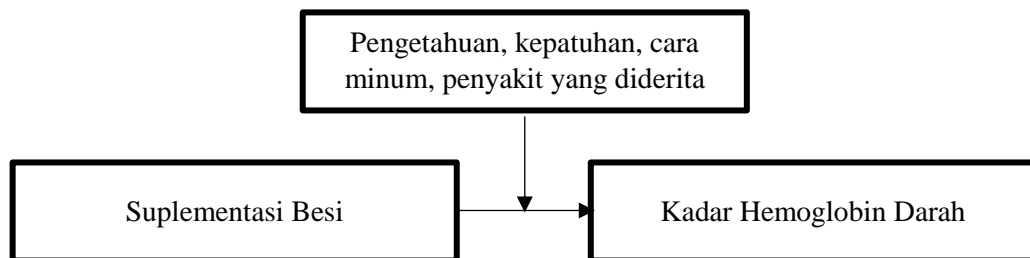 Pengetahuan, kepatuhan, cara
minum, penyakit yang diderita
Suplementasi Besi
Kadar Hemoglobin Darah